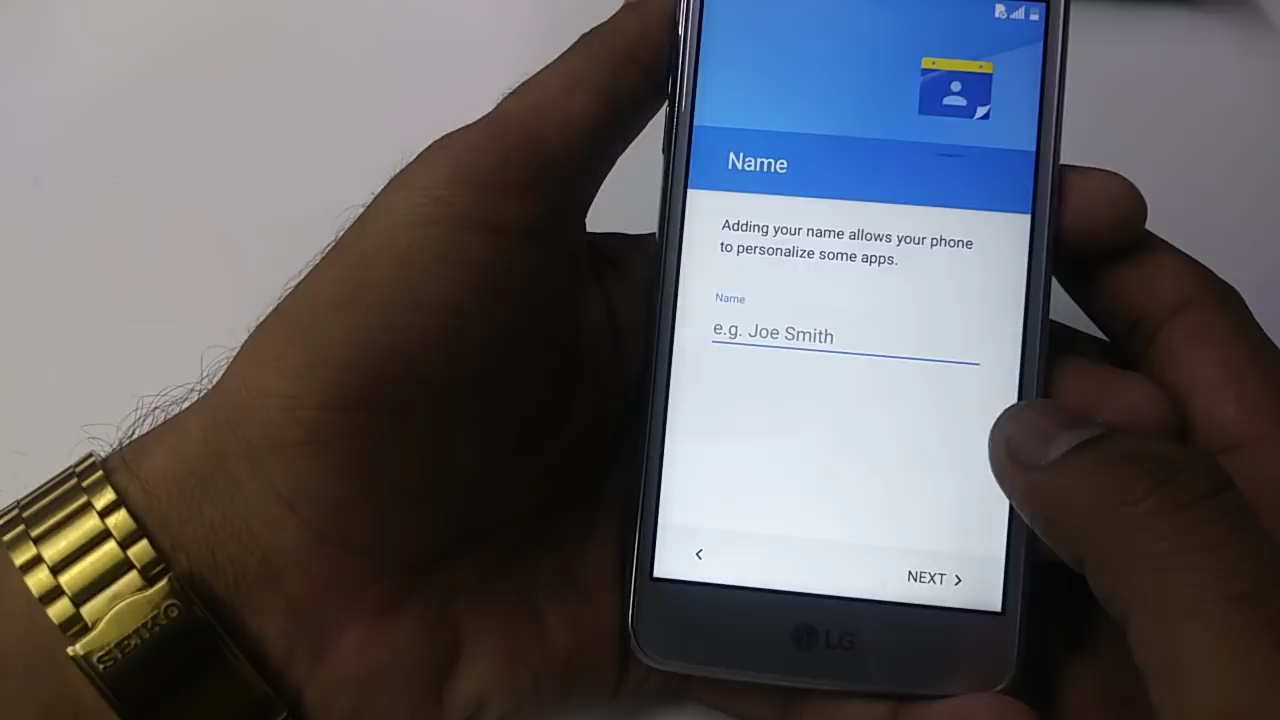 Name
Adding your name allows your phone
to personalize some apps.
Name
e.g. Joe Smith
NEXT
LG
SEIKO